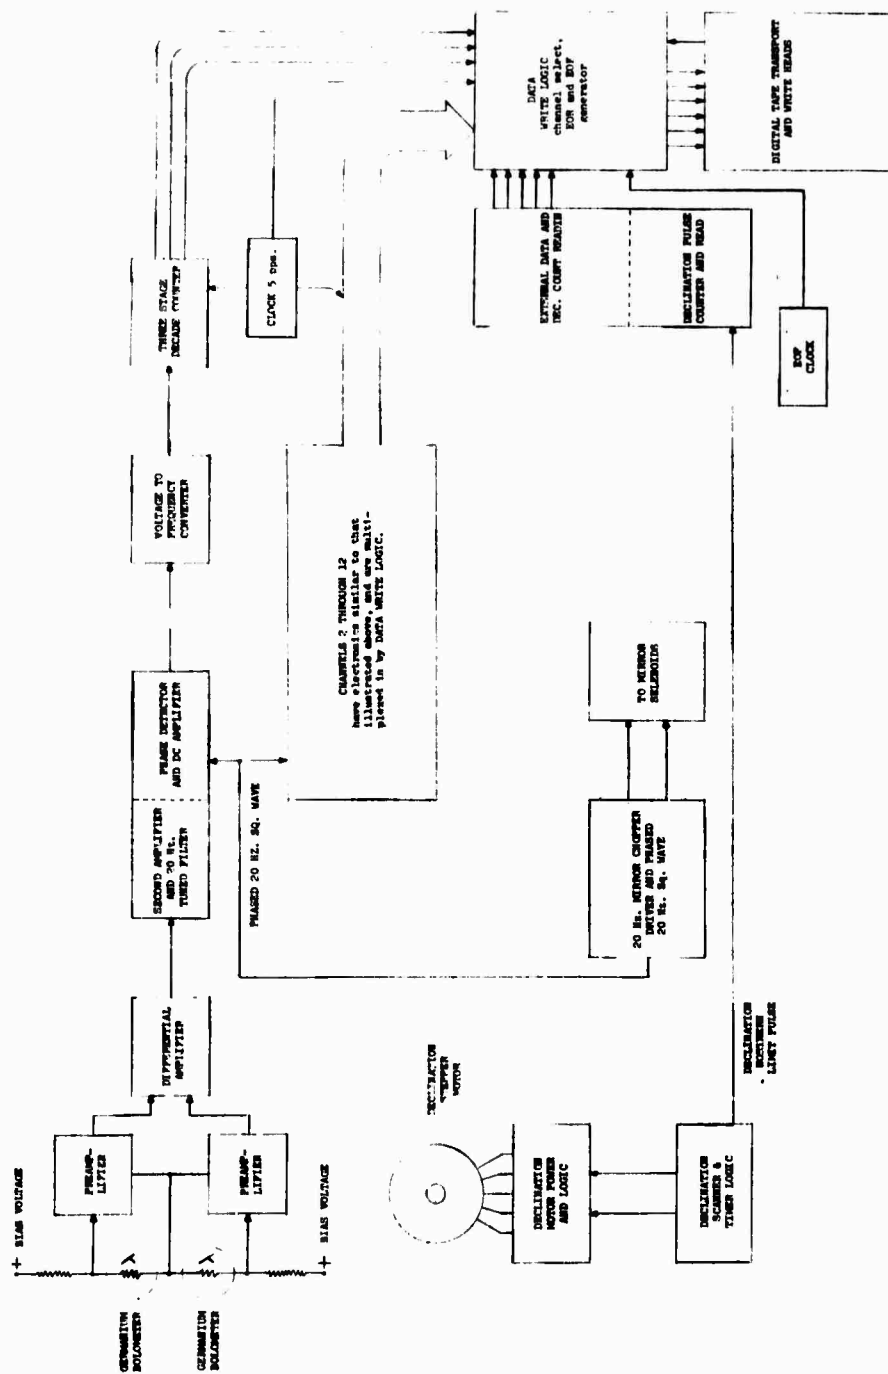 + BIAS VOLTAGE
PREAMP-
LIFIER
GERMANIUM
BOLOMETER
GERMANIUM
BOLOMETER
PREAMP-
LIFIER
+ BIAS VOLTAGE
DIFFERENTIAL
AMPLIFIER
SECOND AMPLIFIER
AND 20 Hz.
TUNED FILTER
PHASE DETECTOR
AND DC AMPLIFIER
VOLTAGE TO
FREQUENCY
CONVERTER
THREE STAGE
DECADE COUNTER
PHASED 20 HZ. SQ. WAVE
CLOCK 5 pps.
CHANNELS 2 THROUGH 12
have electronics similar to that
illustrated above, and are multi-
plexed in by DATA WRITE LOGIC.
DATA
WRITE LOGIC
channel select,
EOR and EOF
generator
DECLINATION
STEPPER
MOTOR
DECLINATION
MOTOR POWER
AND LOGIC
20 Hz. MIRROR CHOPPER
DRIVER AND PHASED
20 Hz. Sq. WAVE
TO MIRROR
SELENOIDS
EXTERNAL DATA AND
DEC. COUNT READIN
DECLINATION PULSE
COUNTER AND READ
DIGITAL TAPE TRANSPORT
AND WRITE HEADS
DECLINATION
SCANNER &
TIMER LOGIC
DECLINATION
LIMIT PULSE
EOF
CLOCK